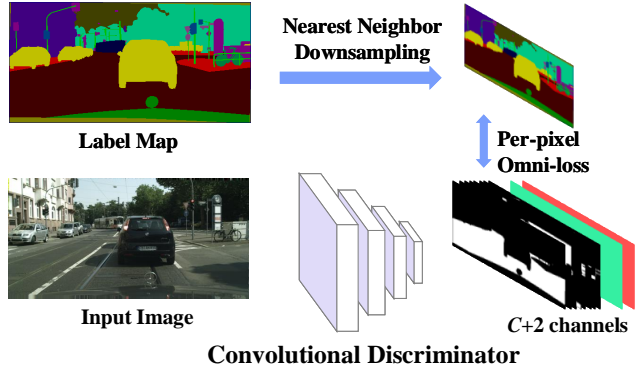 Nearest Neighbor
Downsampling
Label Map
Per-pixel
Omni-loss
Input Image
C+2 channels
Convolutional Discriminator